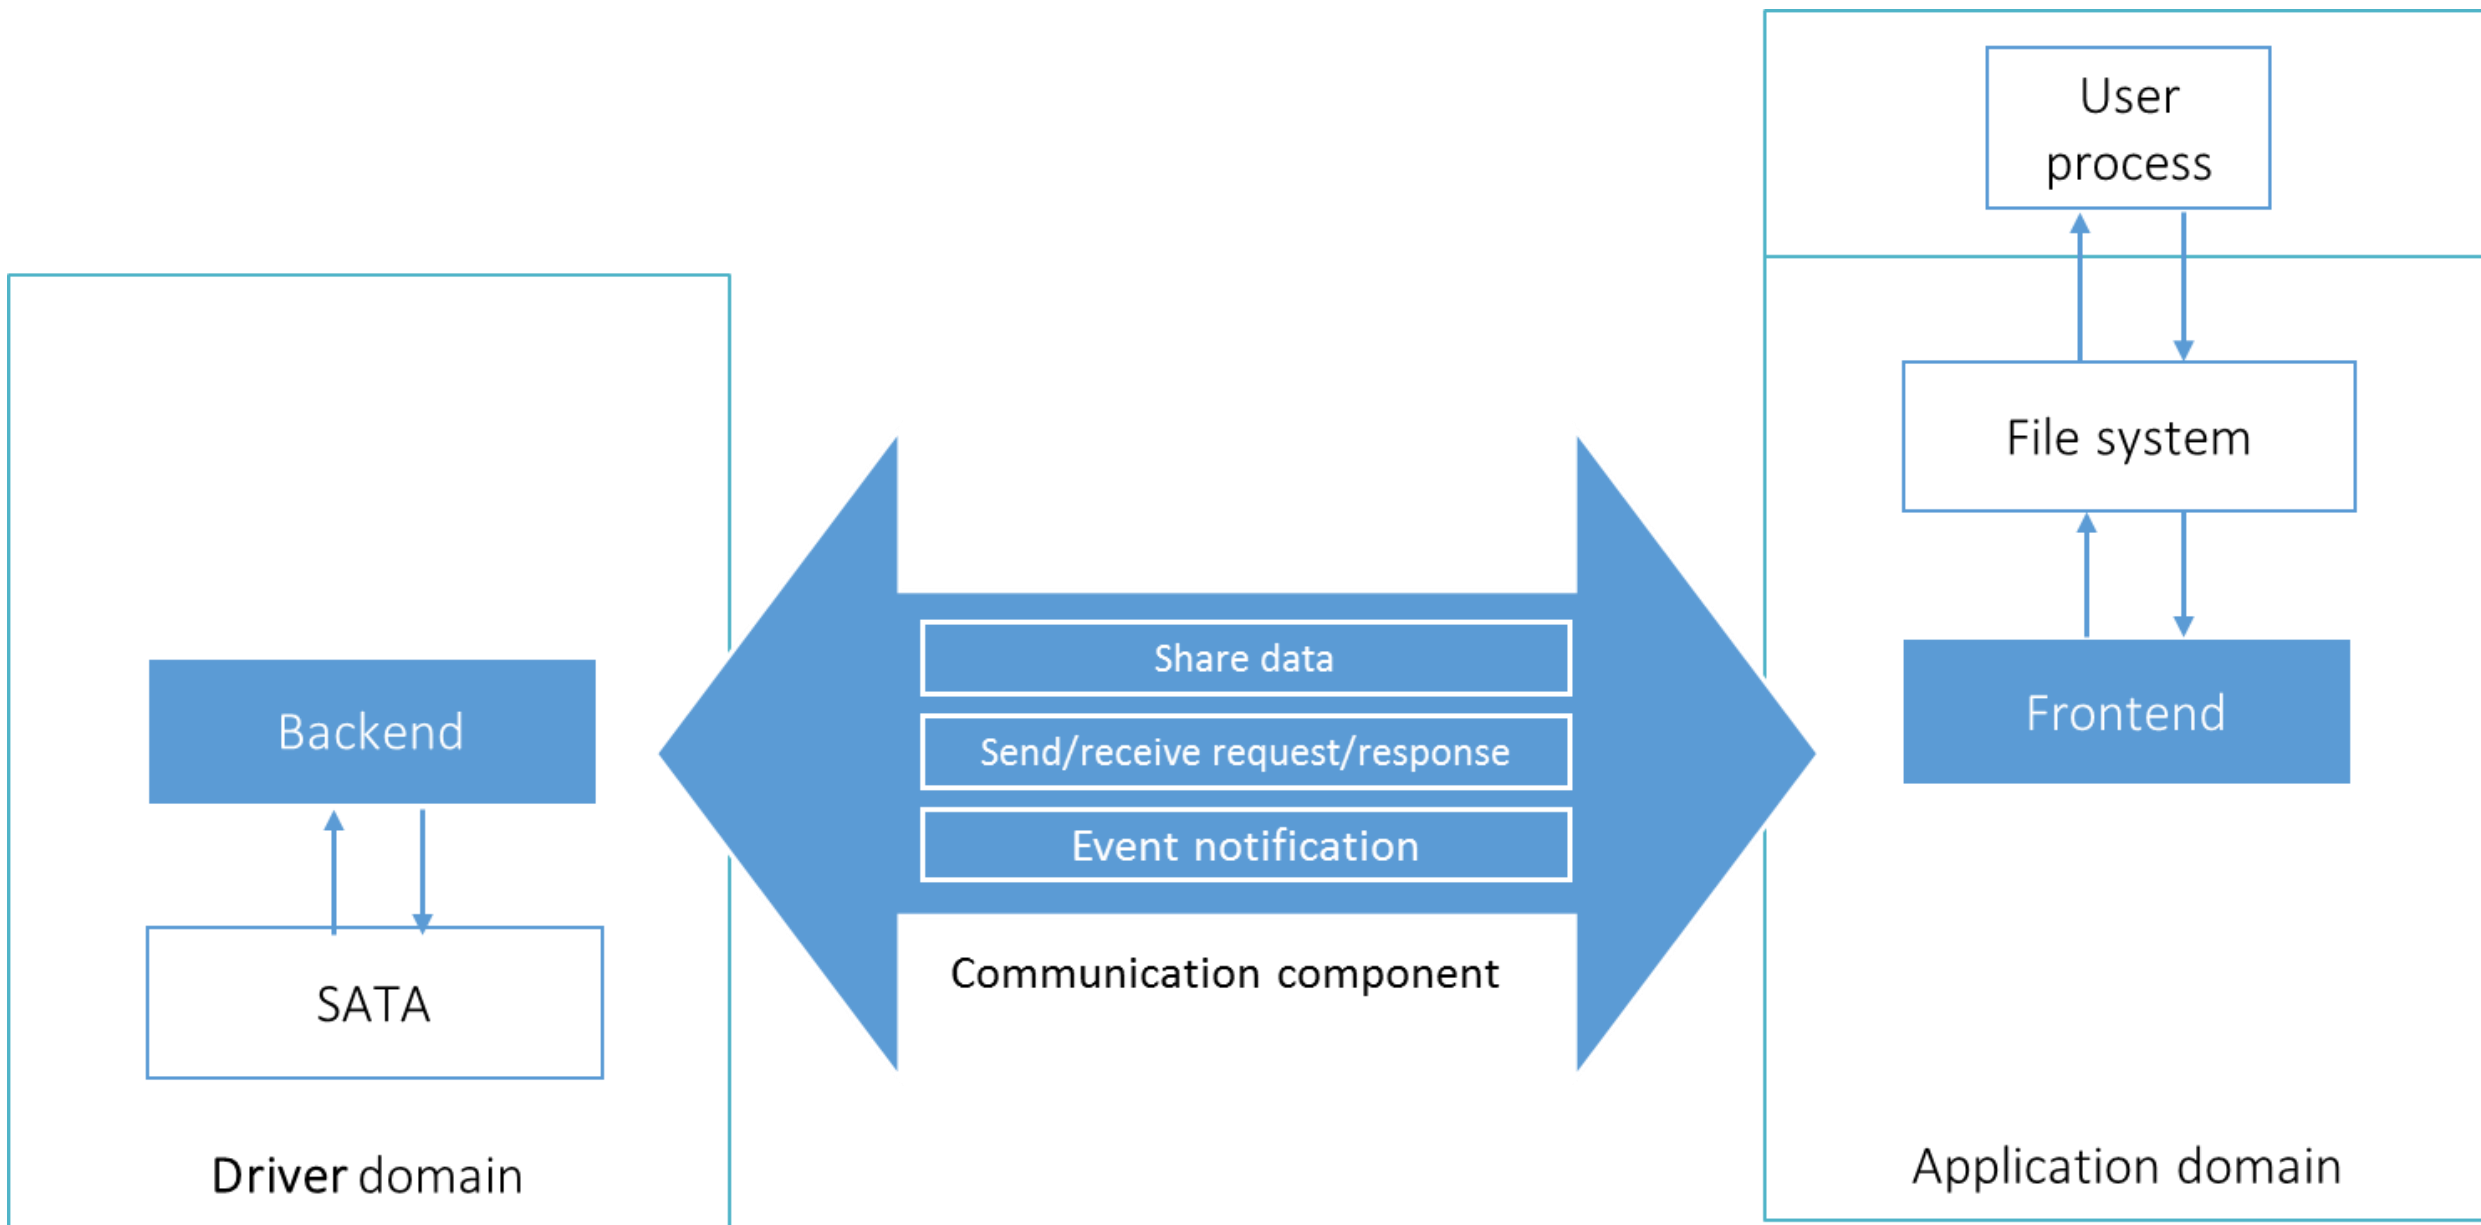 User
process
File system
Frontend
Application domain
Share data
Send/receive request/response
Event notification
Communication component
Backend
SATA
Driver domain